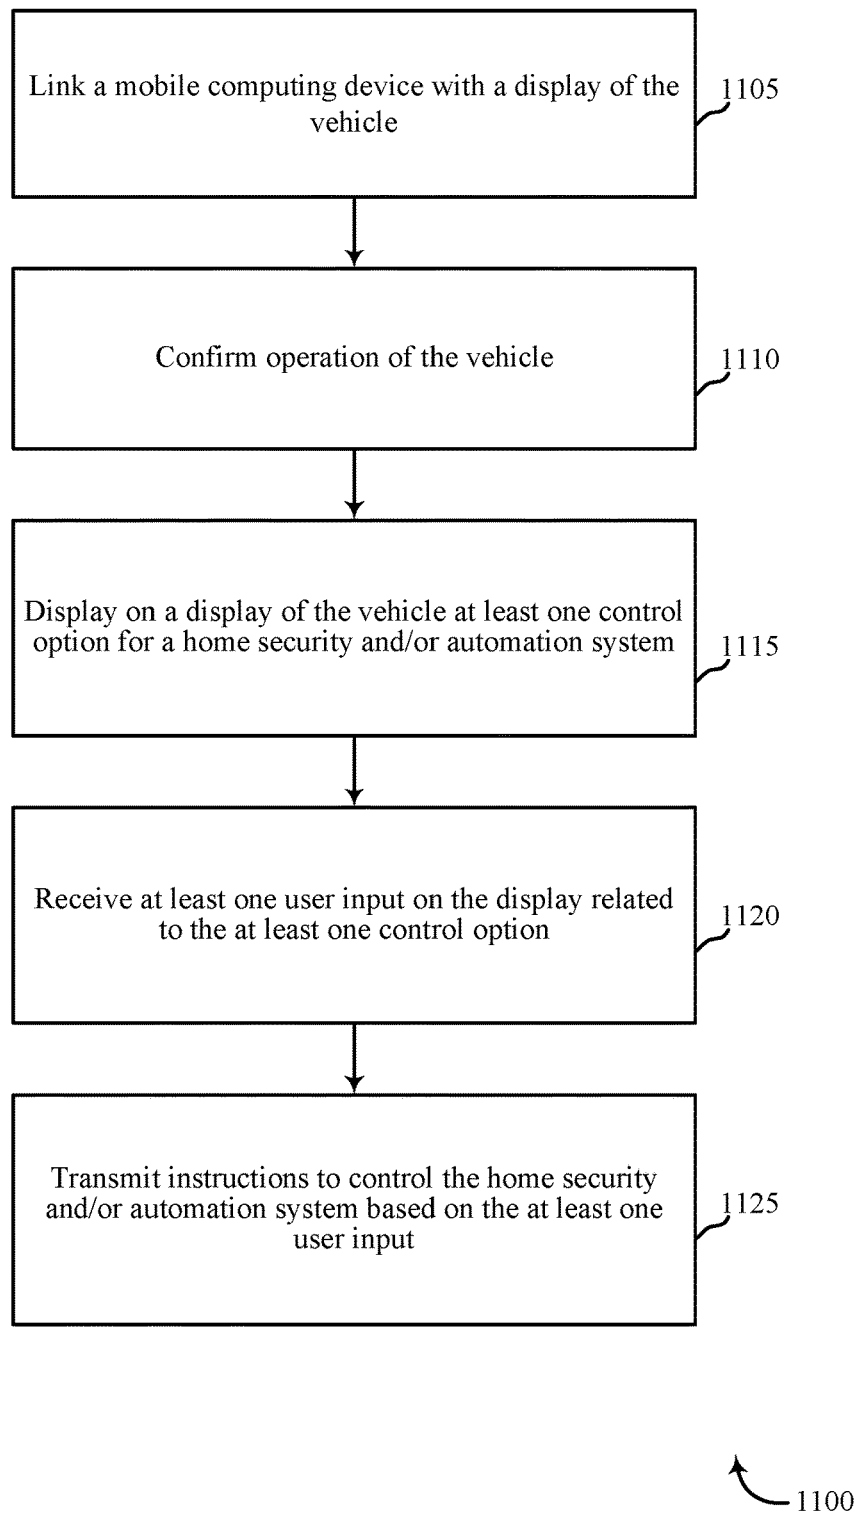 Link a mobile computing device with a display of the
vehicle
1105
Confirm operation of the vehicle
1110
Display on a display of the vehicle at least one control
option for a home security and/or automation system
1115
Receive at least one user input on the display related
to the at least one control option
1120
Transmit instructions to control the home security
and/or automation system based on the at least one
user input
1125
1100